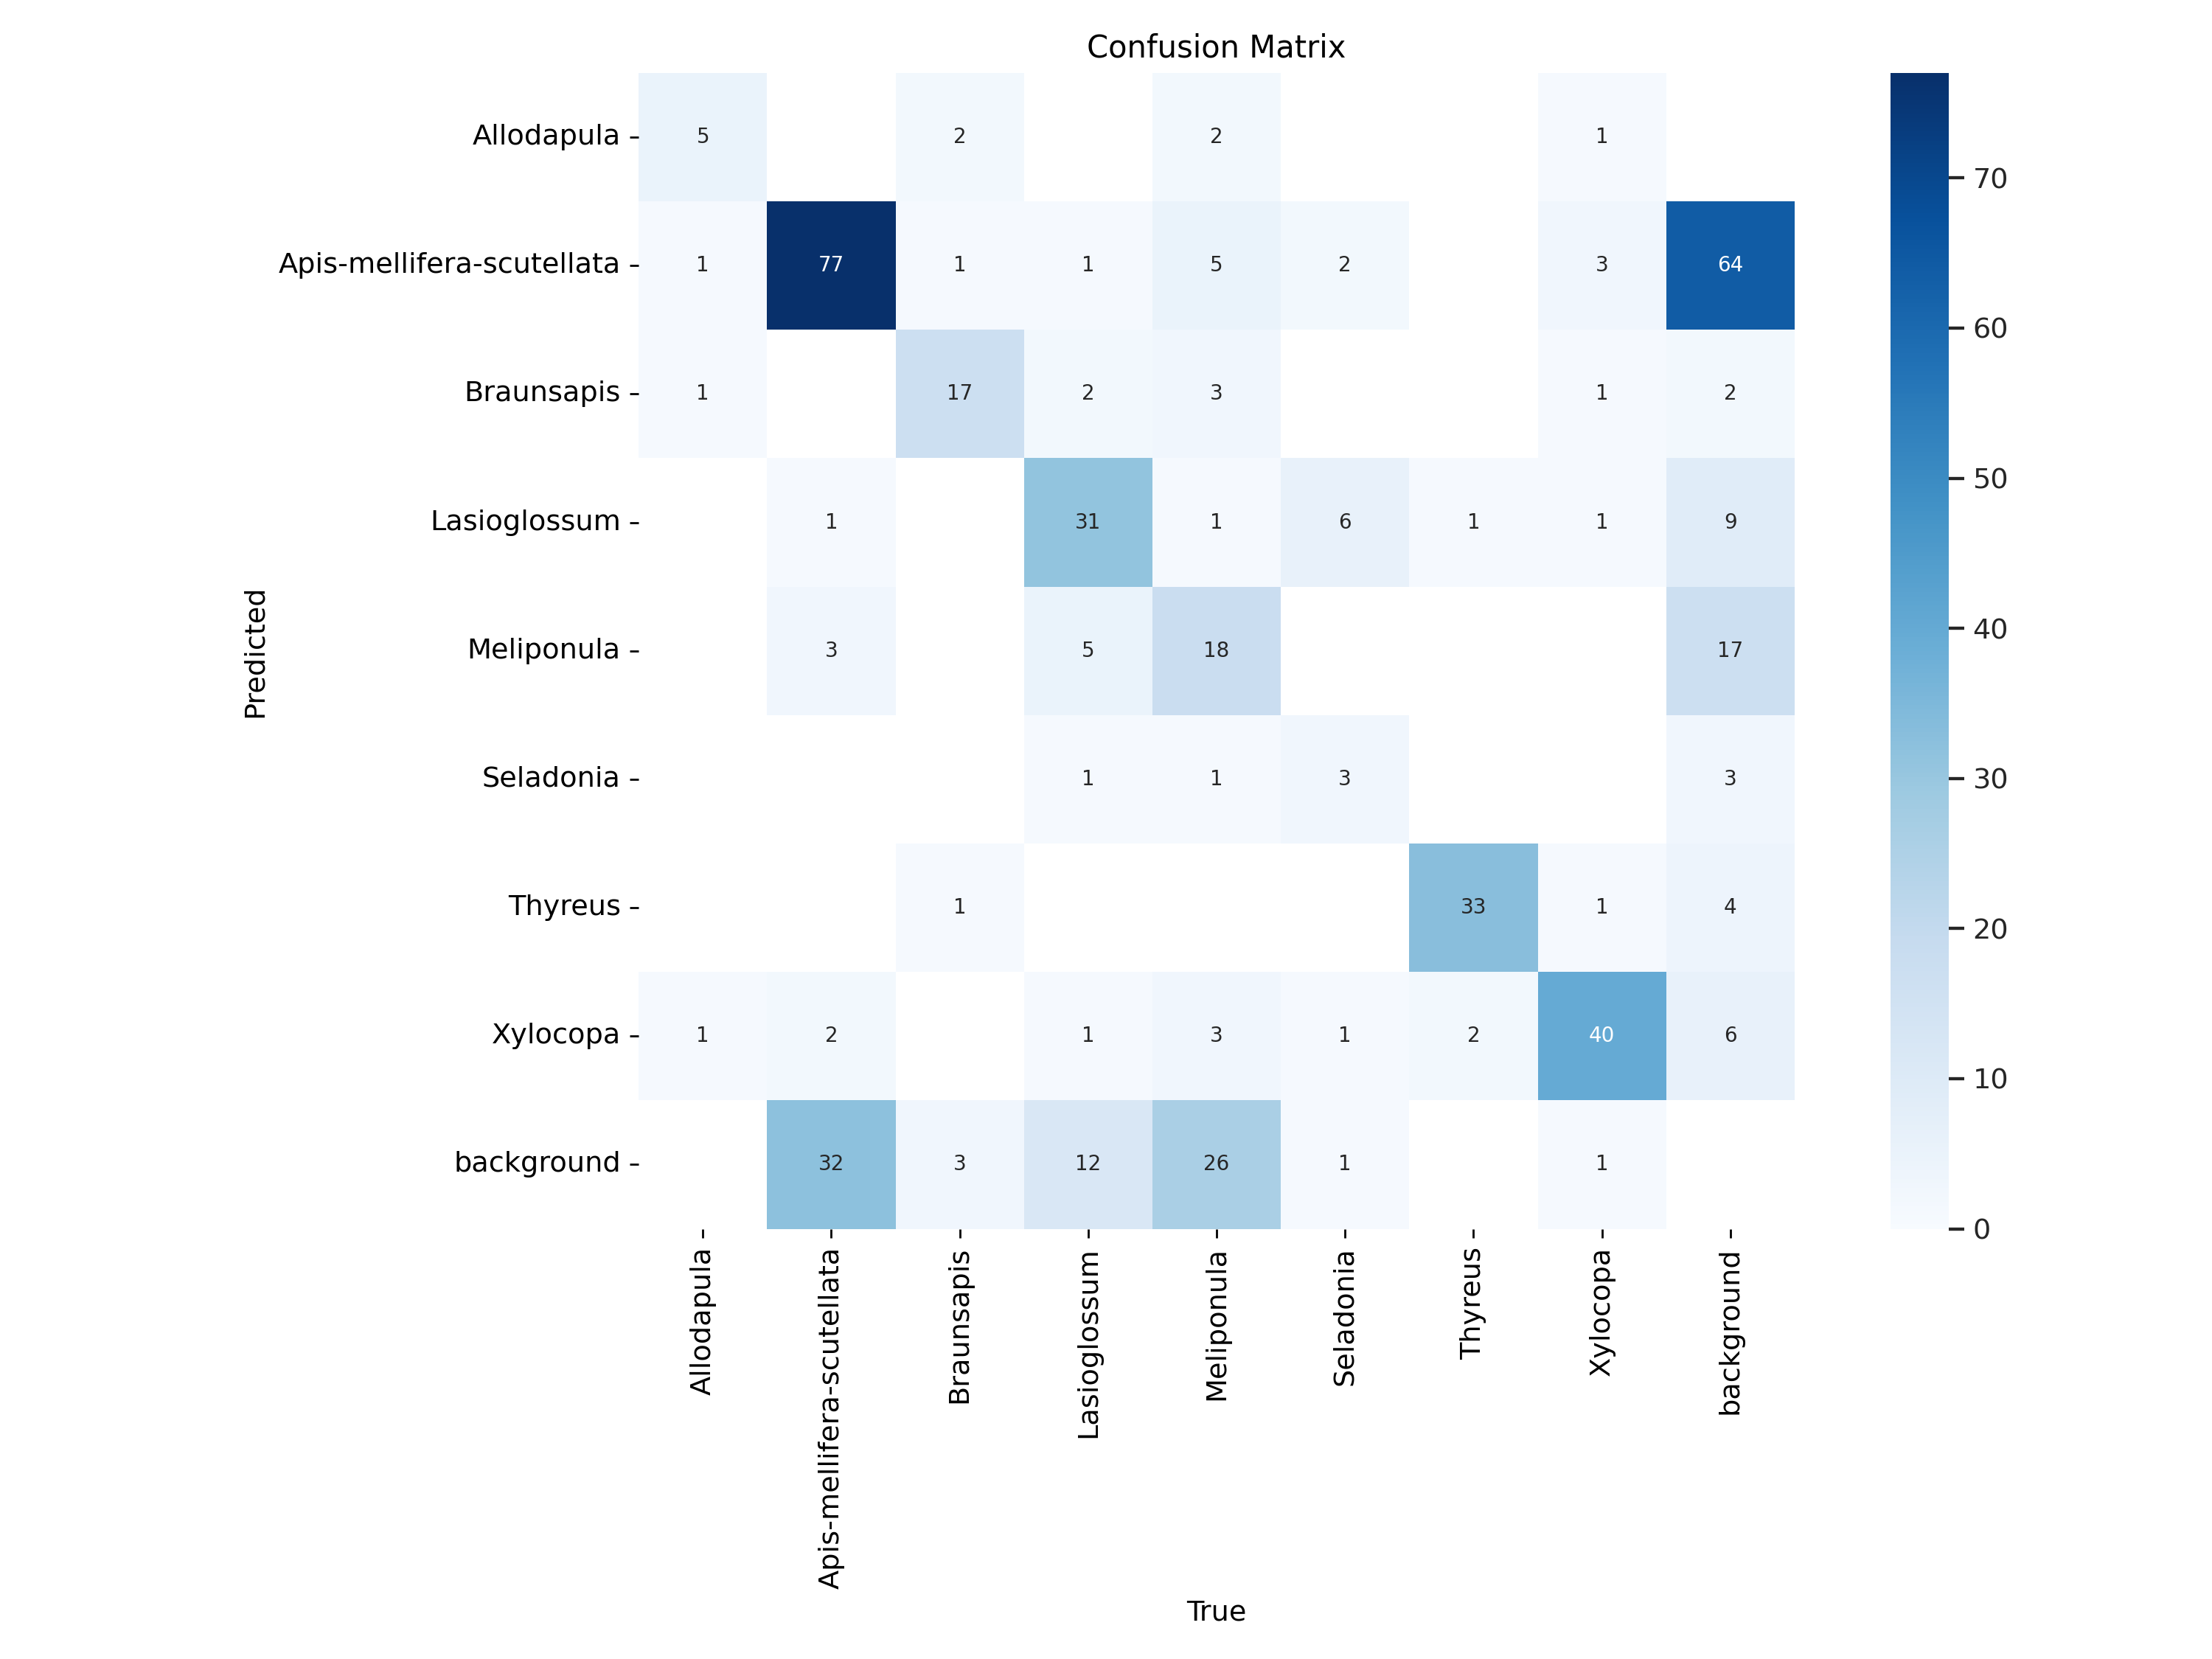 Confusion Matrix
Allodapula 5 2 2 1
Apis-mellifera-scutellata 1 77 1 1 5 2 3 64
Braunsapis 1 17 2 3 1 2
Lasioglossum 1 31 1 6 1 1 9
Meliponula 3 5 18 17
Seladonia 1 1 3 3
Thyreus 1 33 1 4
Xylocopa 1 2 1 3 1 2 40 6
background 32 3 12 26 1 1
Predicted
Allodapula
Apis-mellifera-scutellata
Braunsapis
Lasioglossum
Meliponula
Seladonia
Thyreus
Xylocopa
background
True
70
60
50
40
30
20
10
0